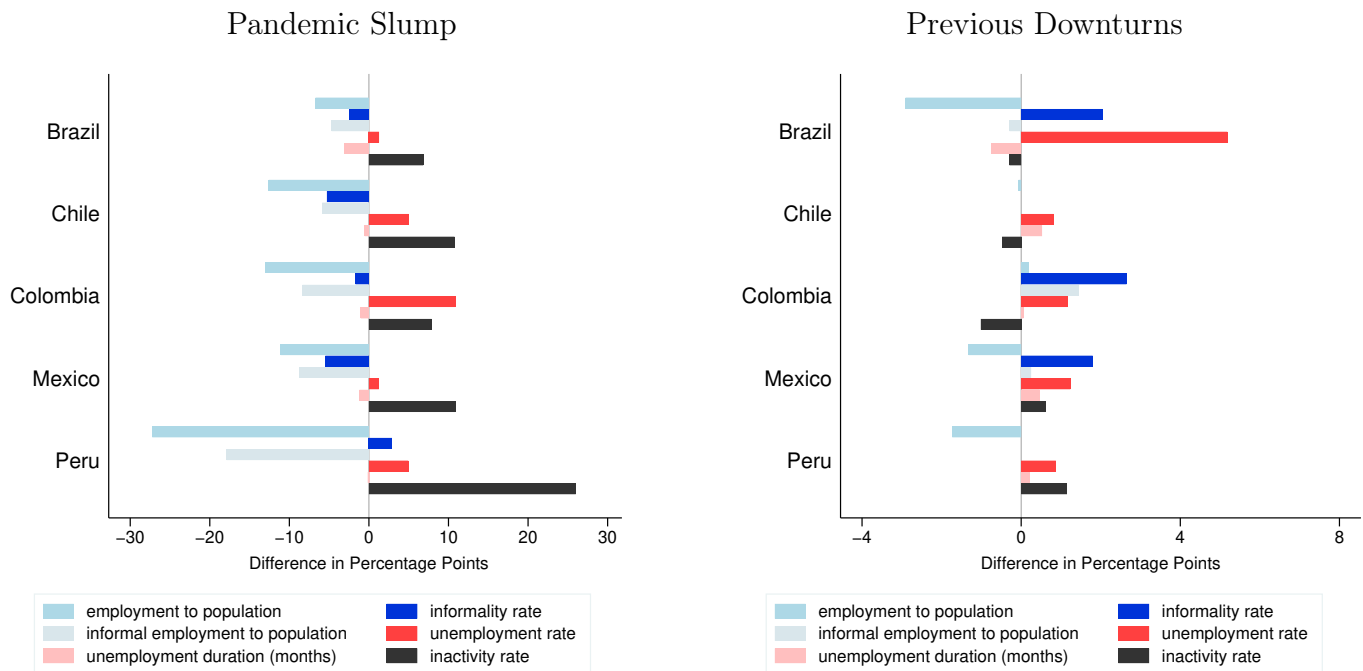 Pandemic Slump
Brazil
Chile
Colombia
Mexico
Peru
−30 −20 −10 0 10 20 30
Difference in Percentage Points
employment to population informality rate
informal employment to population unemployment rate
unemployment duration (months) inactivity rate
Previous Downturns
Brazil
Chile
Colombia
Mexico
Peru
−4 0 4 8
Difference in Percentage Points
employment to population informality rate
informal employment to population unemployment rate
unemployment duration (months) inactivity rate